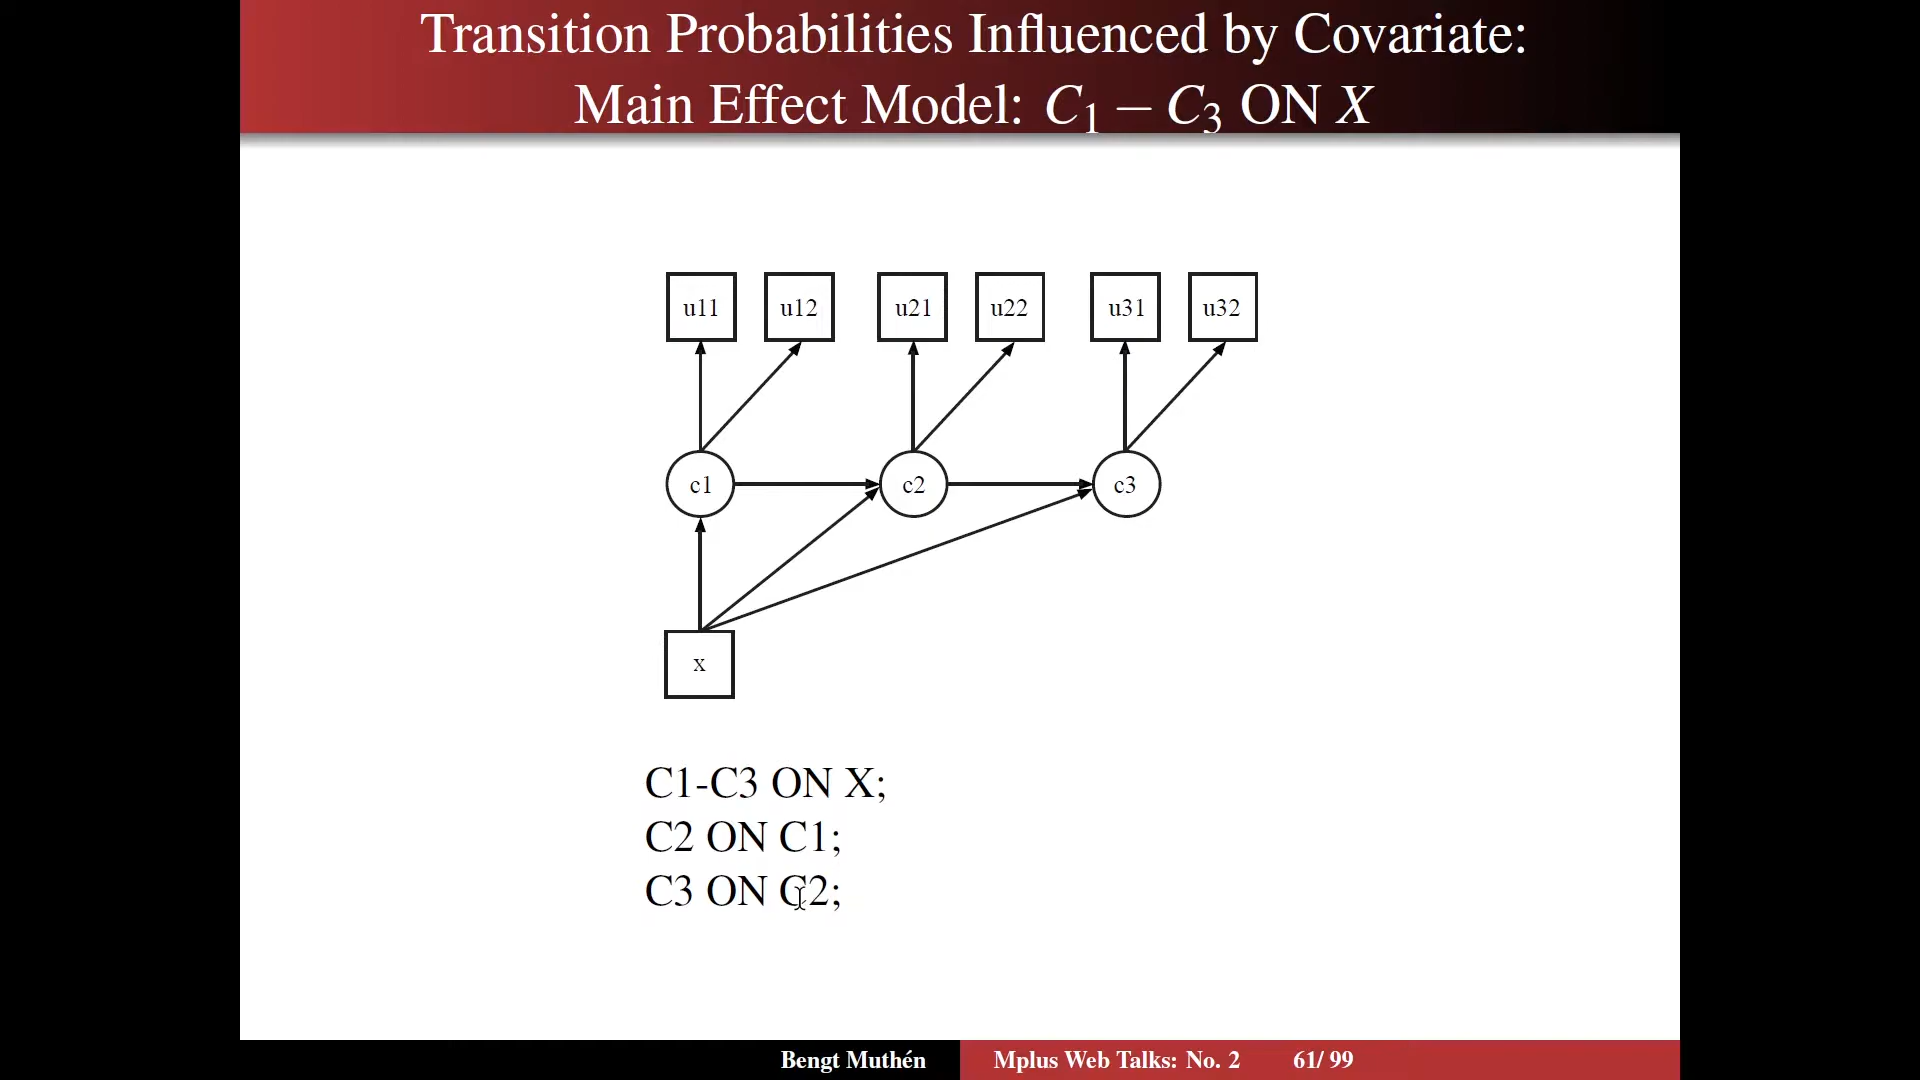 Transition Probabilities Influenced by Covariate:
Main Effect Model: C₁ − C₃ ON X
u11 u12 u21 u22 u31 u32
c1 c2 c3
x
C1-C3 ON X;
C2 ON C1;
C3 ON C2;
Bengt Muthén Mplus Web Talks: No. 2 61/ 99